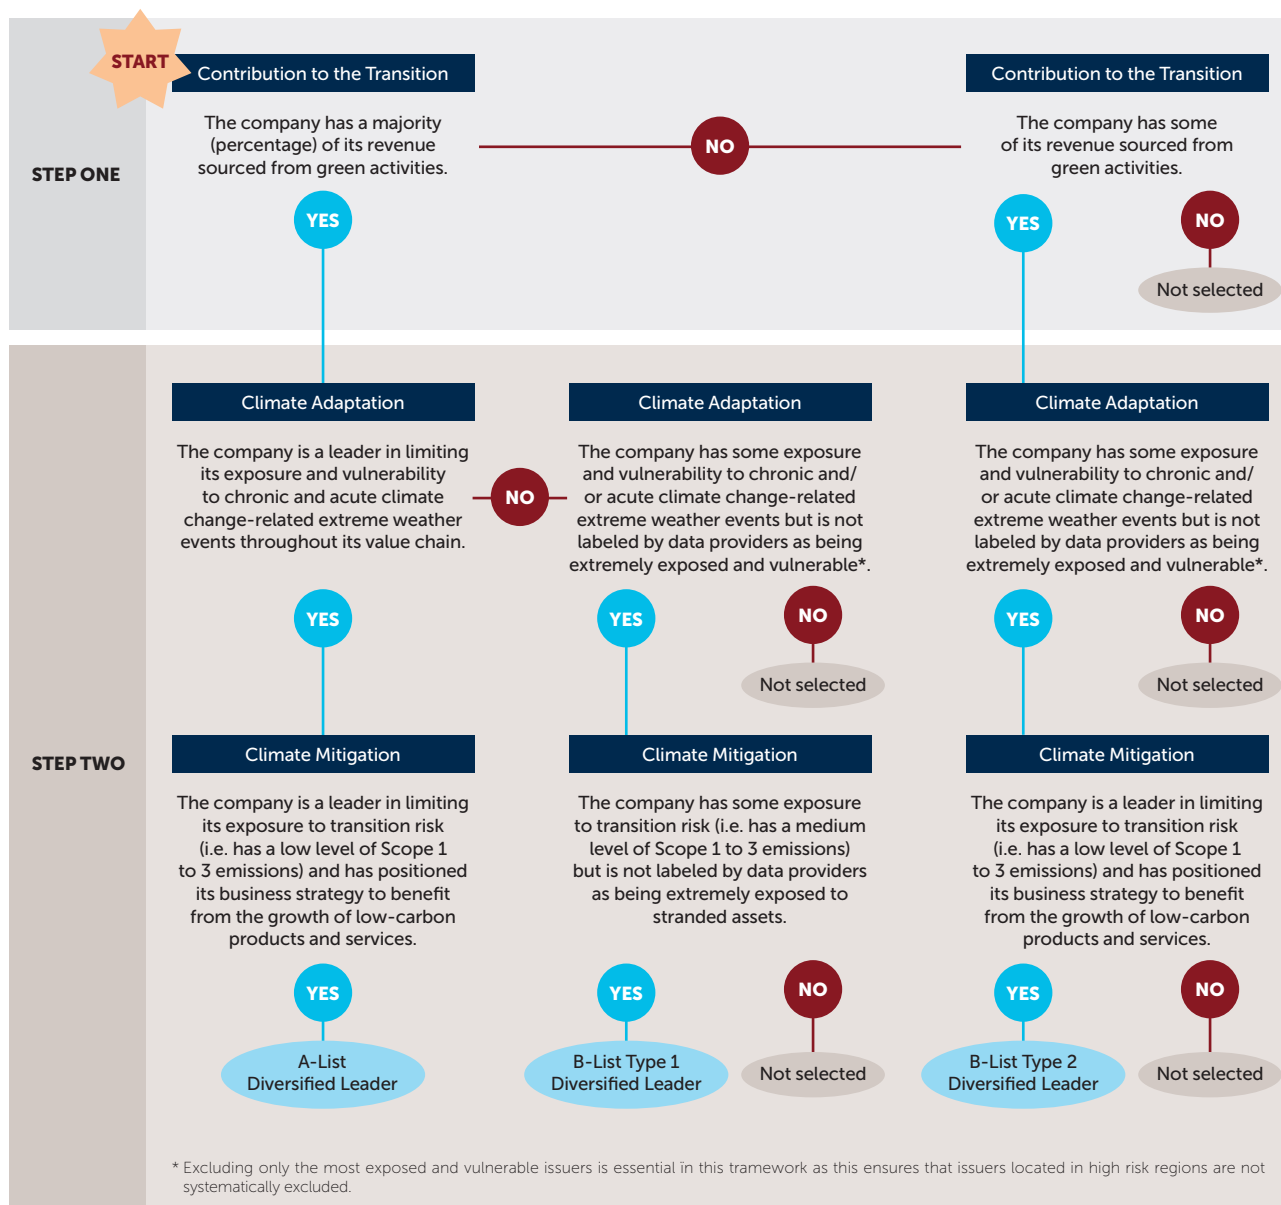 START
STEP ONE
Contribution to the Transition
The company has a majority
(percentage) of its revenue
sourced from green activities.
YES
NO
Contribution to the Transition
The company has some
of its revenue sourced from
green activities.
YES
NO
Not selected
STEP TWO
Climate Adaptation
The company is a leader in limiting
its exposure and vulnerability
to chronic and acute climate
change-related extreme weather
events throughout its value chain.
NO
YES
Climate Adaptation
The company has some exposure
and vulnerability to chronic and/
or acute climate change-related
extreme weather events but is not
labeled by data providers as being
extremely exposed and vulnerable*.
YES
NO
Not selected
Climate Adaptation
The company has some exposure
and vulnerability to chronic and/
or acute climate change-related
extreme weather events but is not
labeled by data providers as being
extremely exposed and vulnerable*.
YES
NO
Not selected
Climate Mitigation
The company is a leader in limiting
its exposure to transition risk
(i.e. has a low level of Scope 1
to 3 emissions) and has positioned
its business strategy to benefit
from the growth of low-carbon
products and services.
YES
A-List
Diversified Leader
Climate Mitigation
The company has some exposure
to transition risk (i.e. has a medium
level of Scope 1 to 3 emissions)
but is not labeled by data providers
as being extremely exposed to
stranded assets.
YES
NO
B-List Type 1
Diversified Leader
Not selected
Climate Mitigation
The company is a leader in limiting
its exposure to transition risk
(i.e. has a low level of Scope 1
to 3 emissions) and has positioned
its business strategy to benefit
from the growth of low-carbon
products and services.
YES
NO
B-List Type 2
Diversified Leader
Not selected
* Excluding only the most exposed and vulnerable issuers is essential ïn this tramework as this ensures that issuers located in high risk regions are not
systematically excluded.